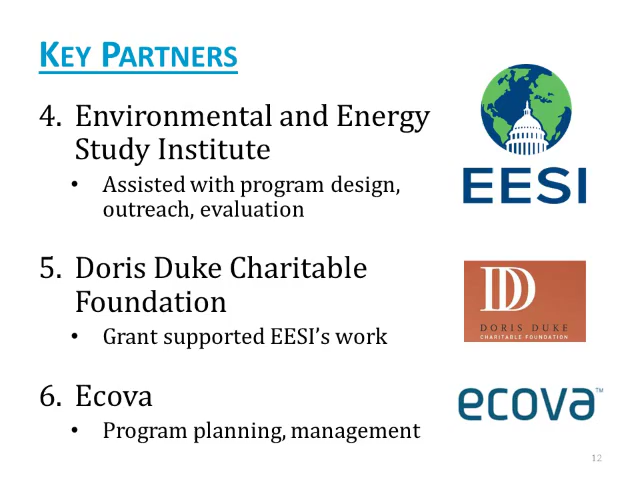 KEY PARTNERS
4. Environmental and Energy
Study Institute
• Assisted with program design,
outreach, evaluation
EESI
5. Doris Duke Charitable
Foundation
• Grant supported EESI’s work
DD
DORIS DUKE
CHARITABLE FOUNDATION
6. Ecova
• Program planning, management
ecova™
12